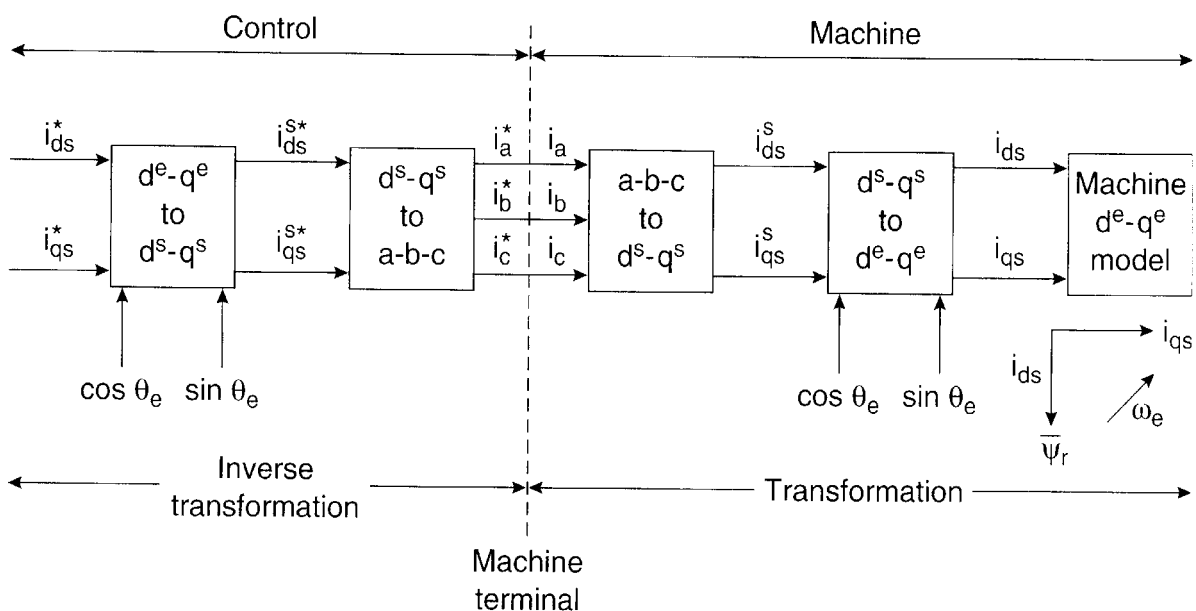 Control
Machine
i*ds
i*qs
dᵉ-qᵉ
to
dˢ-qˢ
iˢ*ds
iˢ*qs
dˢ-qˢ
to
a-b-c
i*a
i*b
i*c
ia
ib
ic
a-b-c
to
dˢ-qˢ
iˢds
iˢqs
dˢ-qˢ
to
dᵉ-qᵉ
ids
iqs
Machine
dᵉ-qᵉ
model
cos θe
sin θe
cos θe
sin θe
iqs
ids
ωe
ψ̅r
Inverse
transformation
Transformation
Machine
terminal